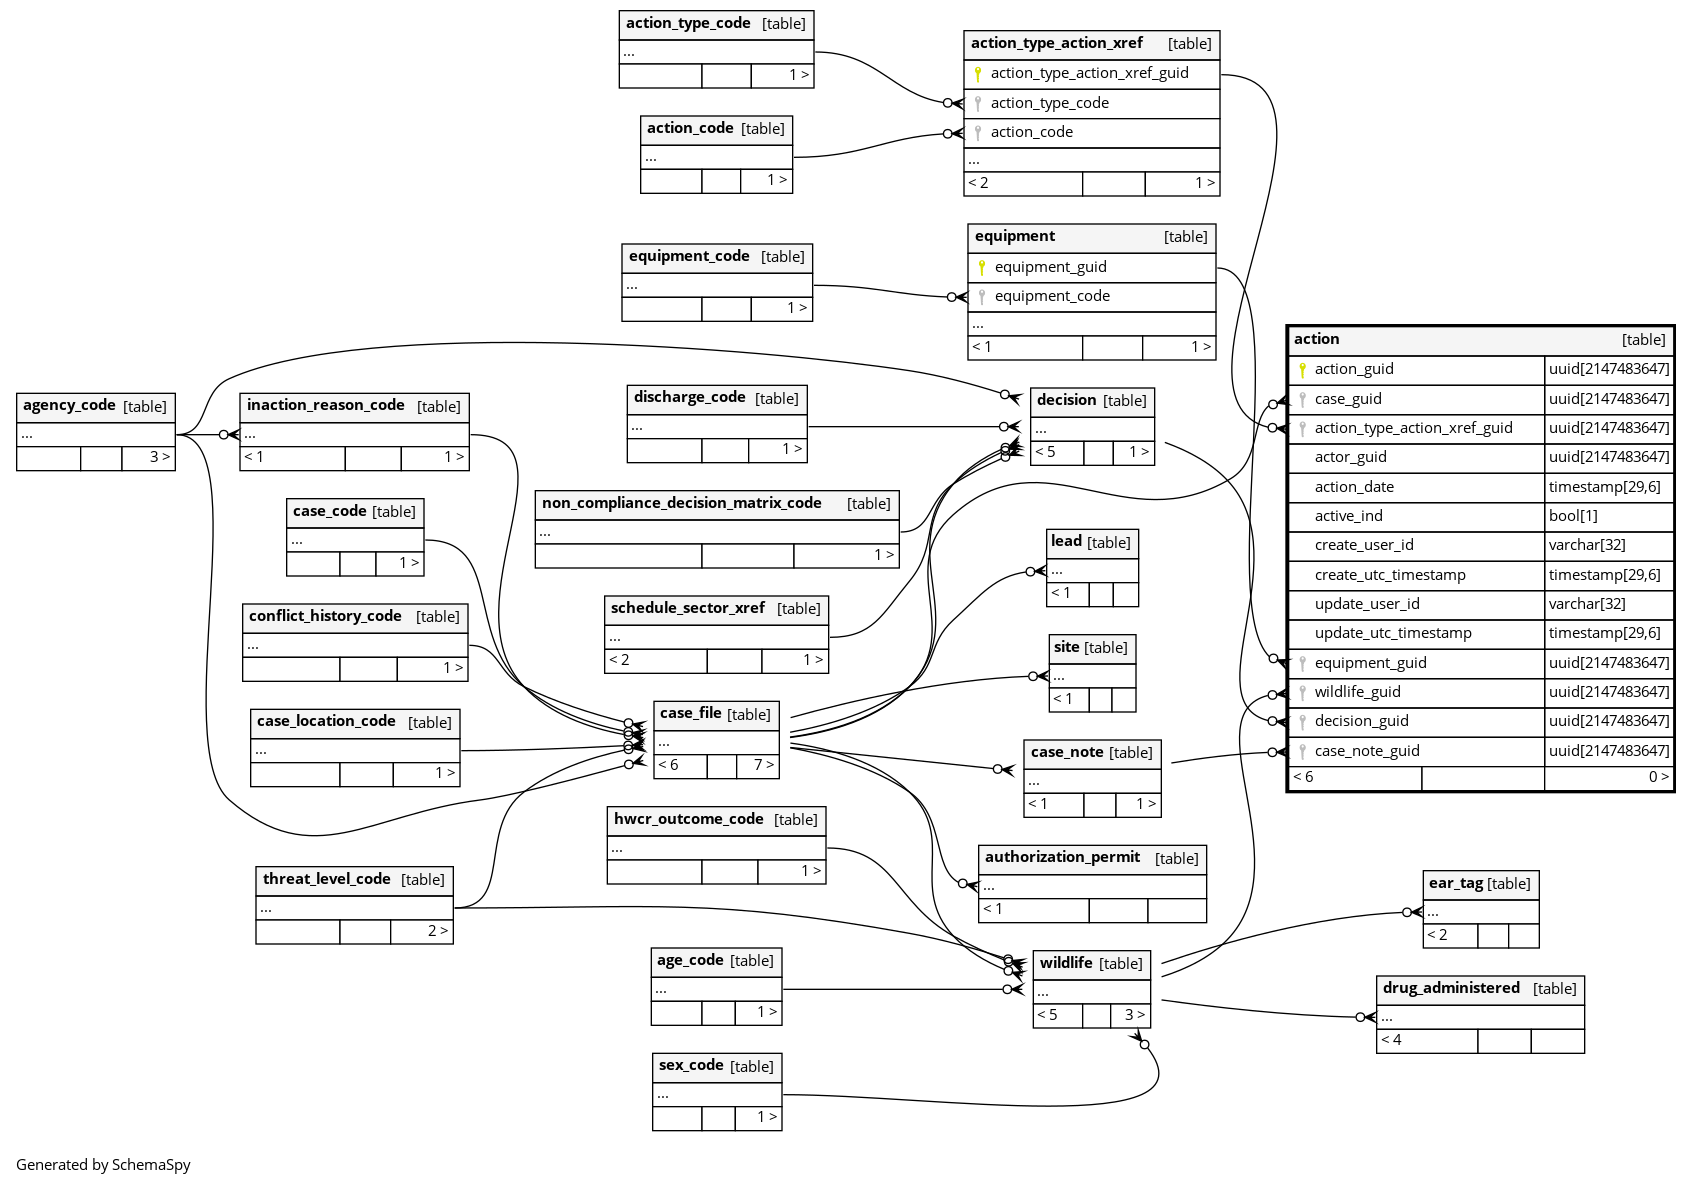 action_type_code [table]
...
1 >
action_type_action_xref [table]
action_type_action_xref_guid
action_type_code
action_code
...
< 2 1 >
action_code [table]
...
1 >
equipment [table]
equipment_guid
equipment_code
...
< 1 1 >
equipment_code [table]
...
1 >
action [table]
action_guid uuid[2147483647]
case_guid uuid[2147483647]
action_type_action_xref_guid uuid[2147483647]
actor_guid uuid[2147483647]
action_date timestamp[29,6]
active_ind bool[1]
create_user_id varchar[32]
create_utc_timestamp timestamp[29,6]
update_user_id varchar[32]
update_utc_timestamp timestamp[29,6]
equipment_guid uuid[2147483647]
wildlife_guid uuid[2147483647]
decision_guid uuid[2147483647]
case_note_guid uuid[2147483647]
< 6 0 >
agency_code [table]
...
3 >
inaction_reason_code [table]
...
< 1 1 >
discharge_code [table]
...
1 >
decision [table]
...
< 5 1 >
case_code [table]
...
1 >
non_compliance_decision_matrix_code [table]
...
1 >
lead [table]
...
< 1
conflict_history_code [table]
...
1 >
schedule_sector_xref [table]
...
< 2 1 >
site [table]
...
< 1
case_location_code [table]
...
1 >
case_file [table]
...
< 6 7 >
case_note [table]
...
< 1 1 >
hwcr_outcome_code [table]
...
1 >
authorization_permit [table]
...
< 1
threat_level_code [table]
...
2 >
ear_tag [table]
...
< 2
age_code [table]
...
1 >
wildlife [table]
...
< 5 3 >
drug_administered [table]
...
< 4
sex_code [table]
...
1 >
Generated by SchemaSpy